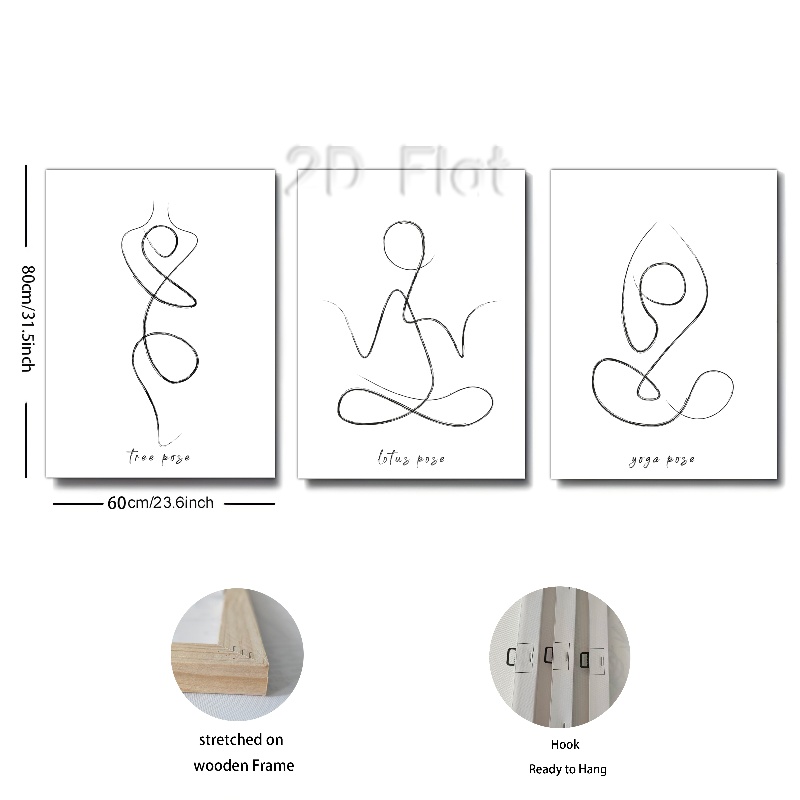 2D Flat
80cm/31.5inch
tree pose
lotus pose
yoga pose
60cm/23.6inch
stretched on
wooden Frame
Hook
Ready to Hang